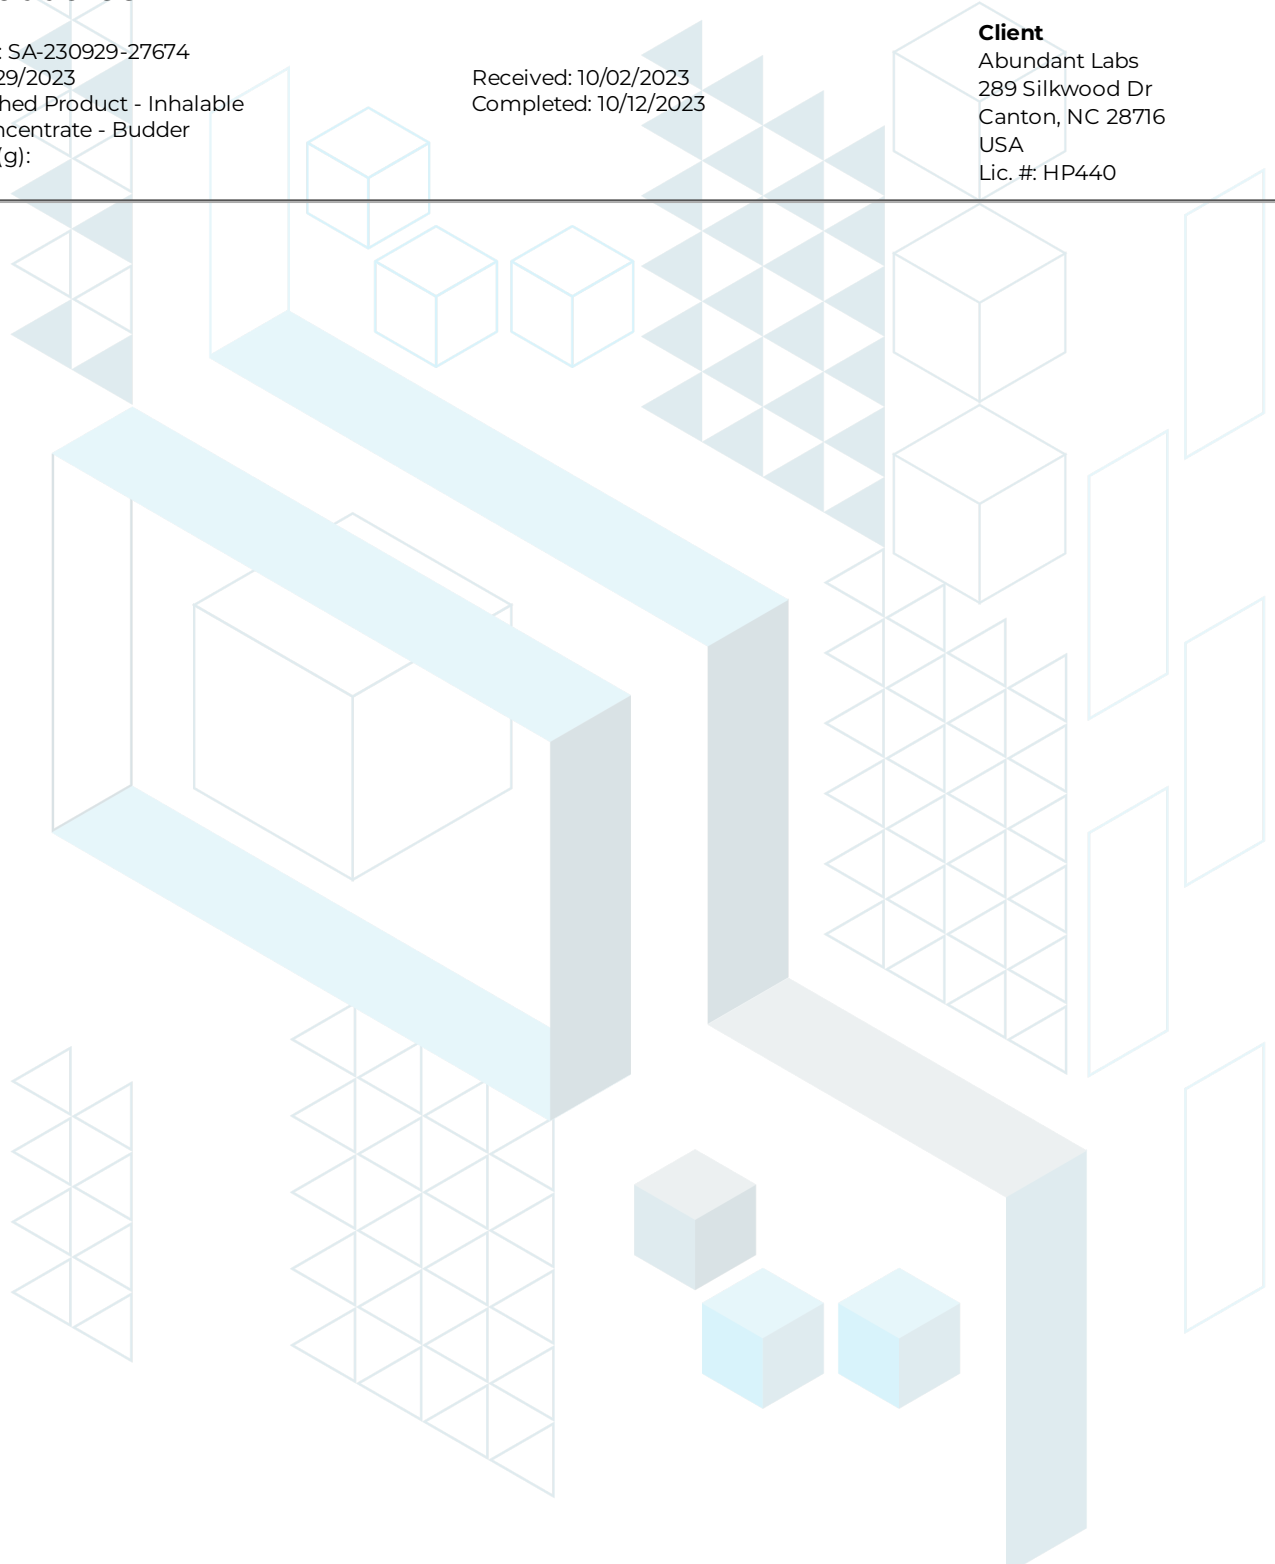 : SA-230929-27674
29/2023
hed Product - Inhalable
ncentrate - Budder
(g):
Received: 10/02/2023
Completed: 10/12/2023
Client
Abundant Labs
289 Silkwood Dr
Canton, NC 28716
USA
Lic. #: HP440